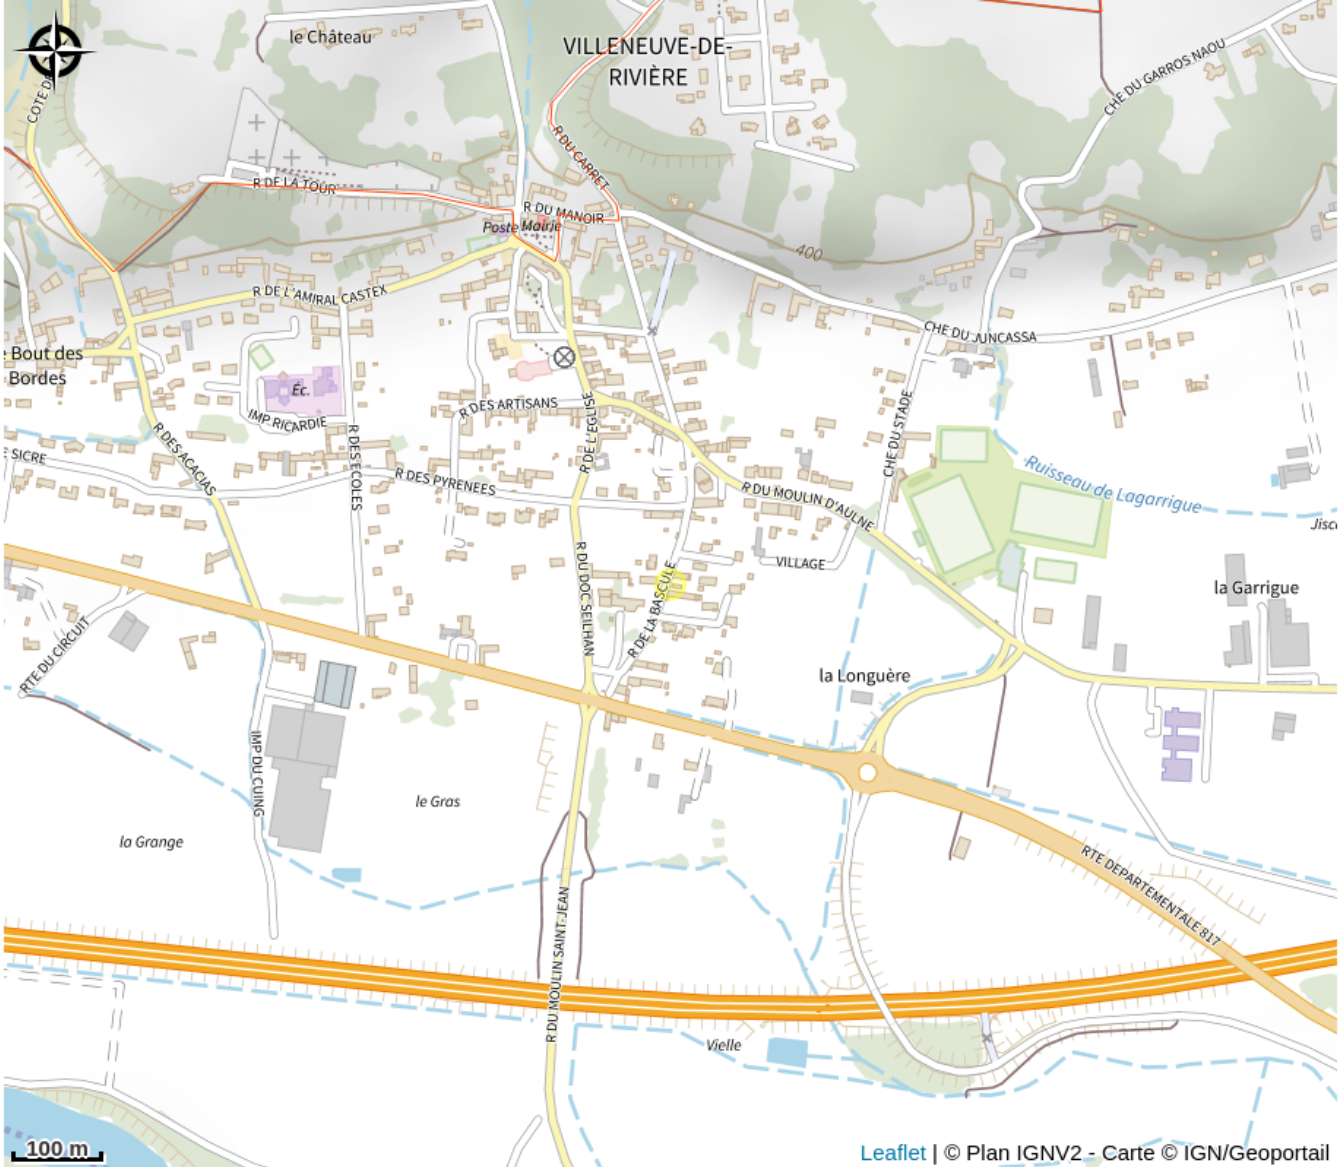 le Château
VILLENEUVE-DE-
RIVIÈRE
CHE DU GARROS NAOU
COTE DE
R DU CARRET
R DE LA TOUR
R DU MANOIR
Poste Mairie
400
R DE L'AMIRAL CASTEX
CHE DU JUNCASSA
e Bout des
Bordes
Éc.
IMP RICARDIE
R DES ARTISANS
R DE L'EGLISE
CHE DU STADE
R DES ACACIAS
R DES ECOLES
E SICRE
R DES PYRENEES
R DU MOULIN D'AULNE
Ruisseau de Lagarrigue
Jisc
VILLAGE
R DU DOC SEILHAN
R DE LA BASCULE
la Garrigue
RTE DU CIRCUIT
la Longuère
IMP DU CUING
le Gras
la Grange
RTE DEPARTEMENTALE 817
R DU MOULIN SAINT-JEAN
Vielle
100 m
Leaflet | © Plan IGNV2 - Carte © IGN/Geoportail